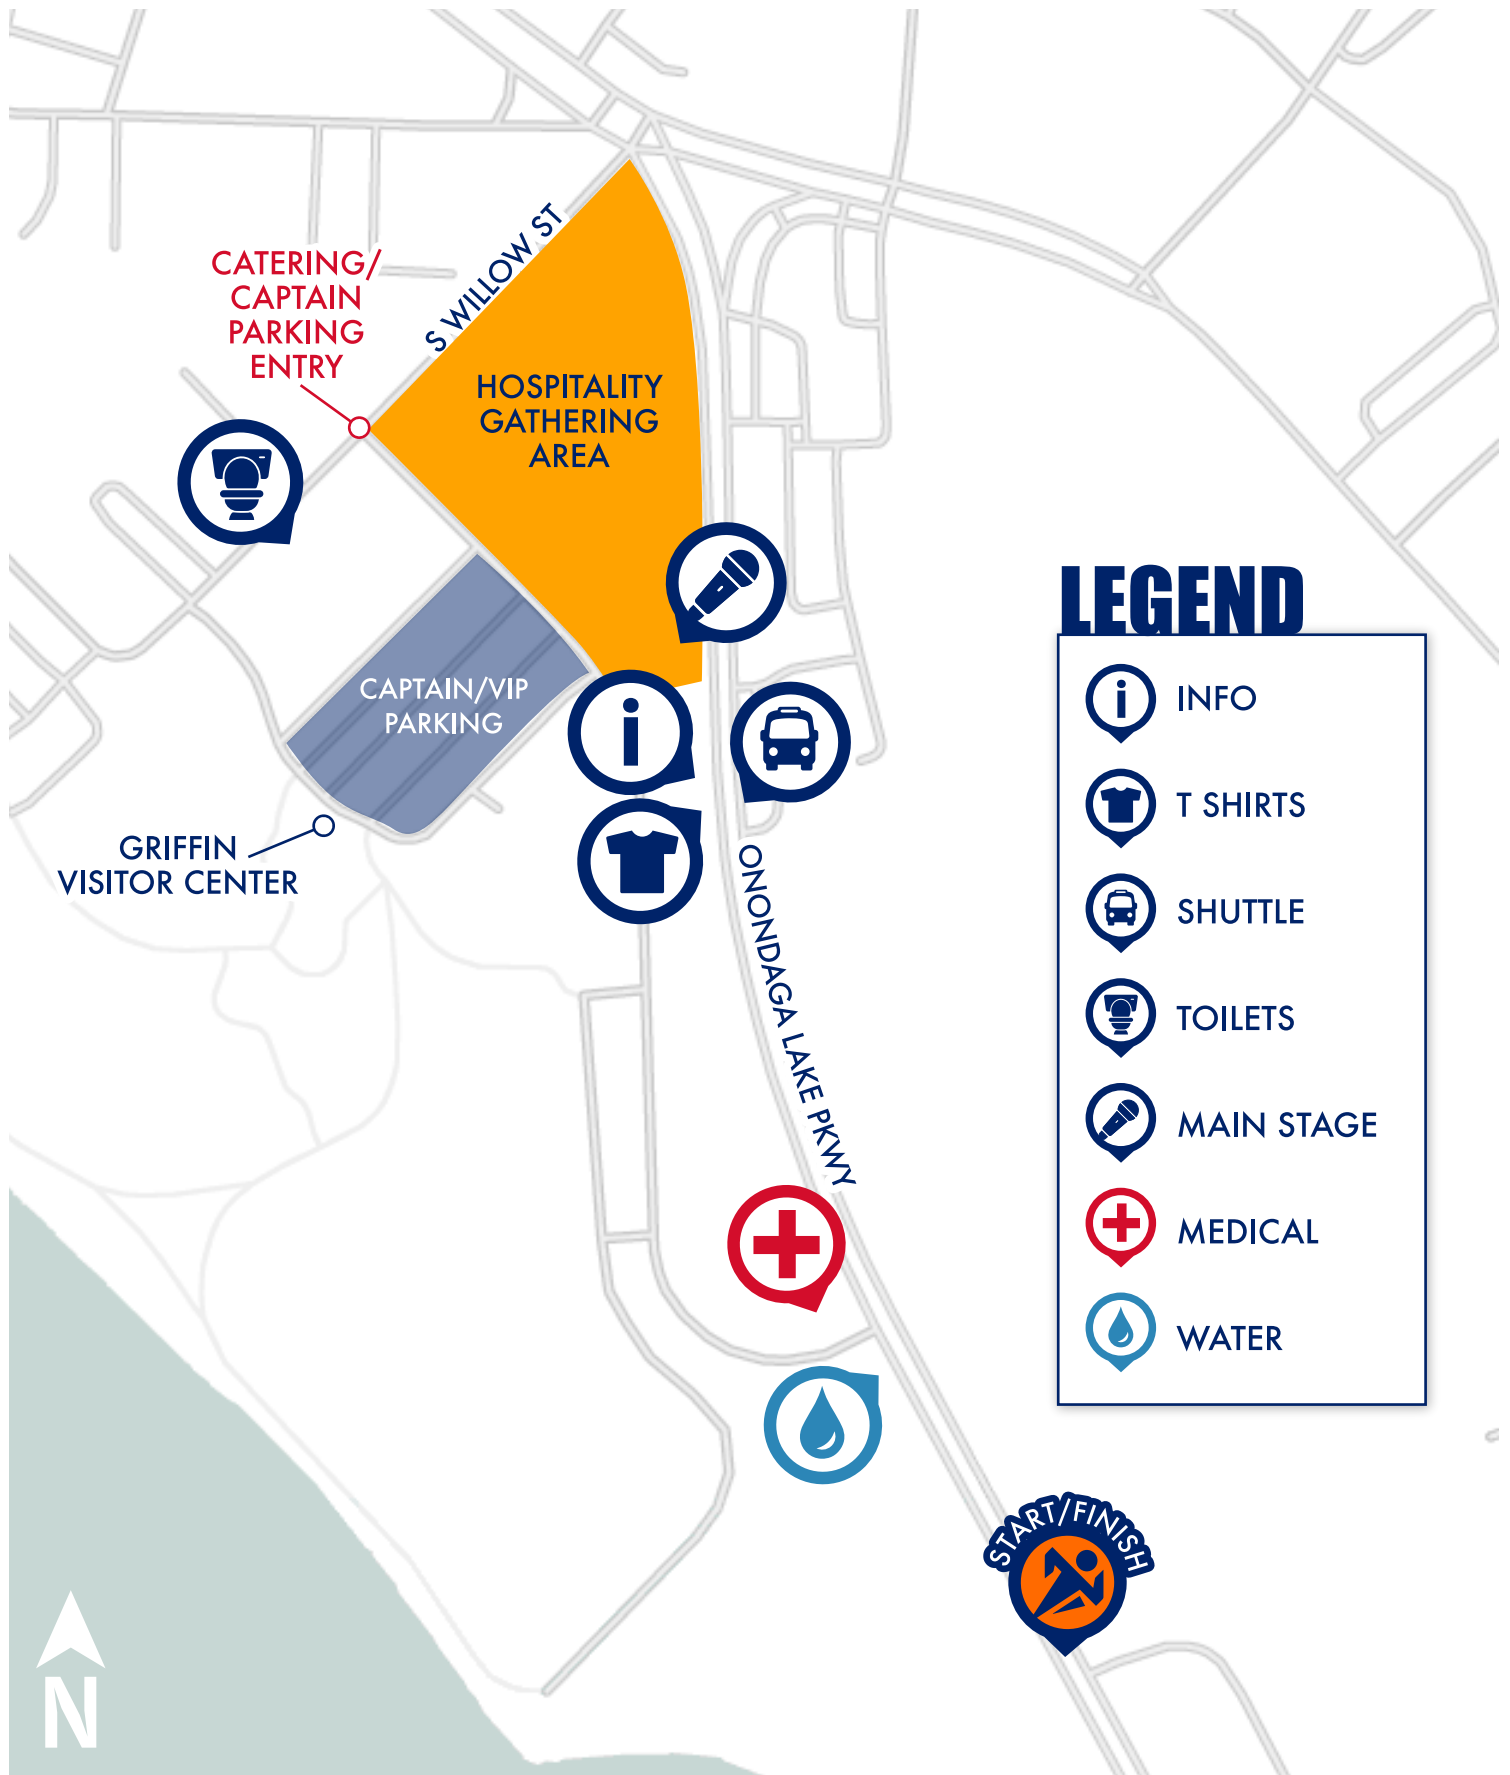 S WILLOW ST
CATERING/
CAPTAIN
PARKING
ENTRY
HOSPITALITY
GATHERING
AREA
CAPTAIN/VIP
PARKING
GRIFFIN
VISITOR CENTER
ONONDAGA LAKE PKWY
LEGEND
INFO
T SHIRTS
SHUTTLE
TOILETS
MAIN STAGE
MEDICAL
WATER
START/FINISH
N